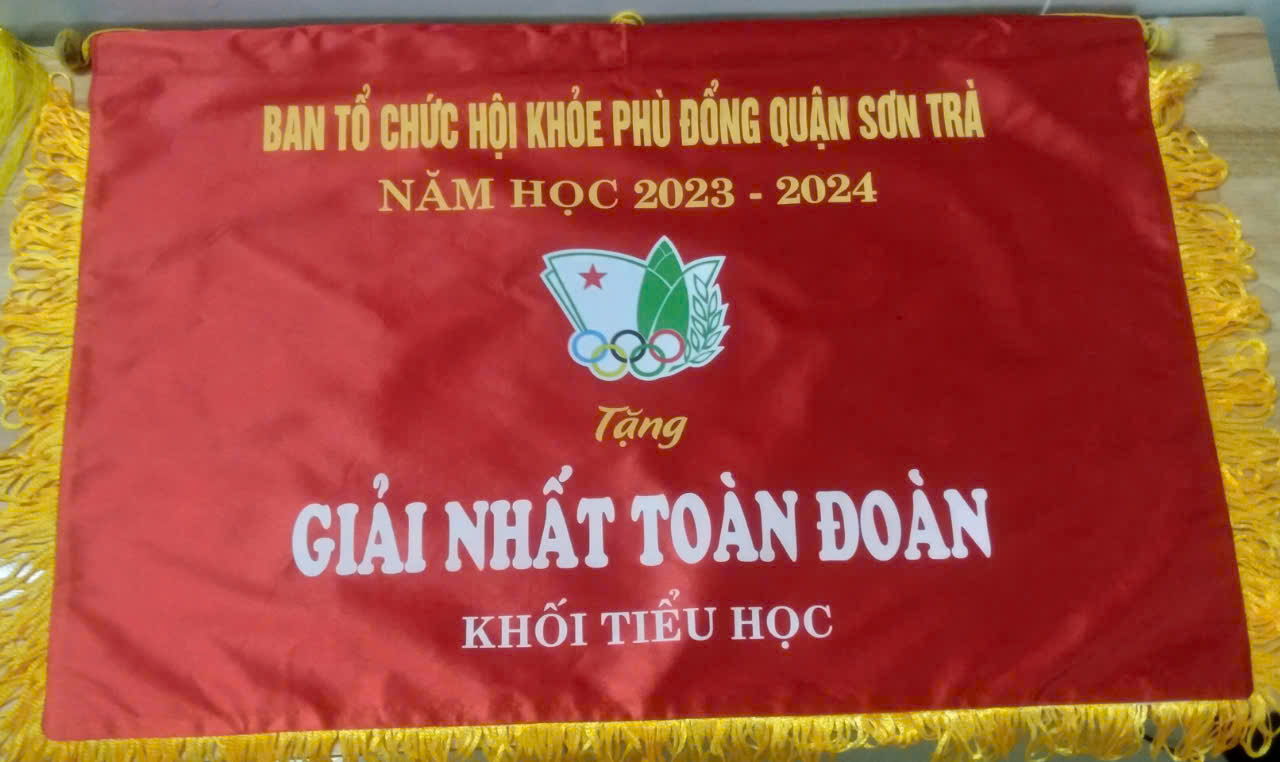 BAN TỔ CHỨC HỘI KHỎE PHÙ ĐỔNG QUẬN SƠN TRÀ
NĂM HỌC 2023 - 2024
Tặng
GIẢI NHẤT TOÀN ĐOÀN
KHỐI TIỂU HỌC